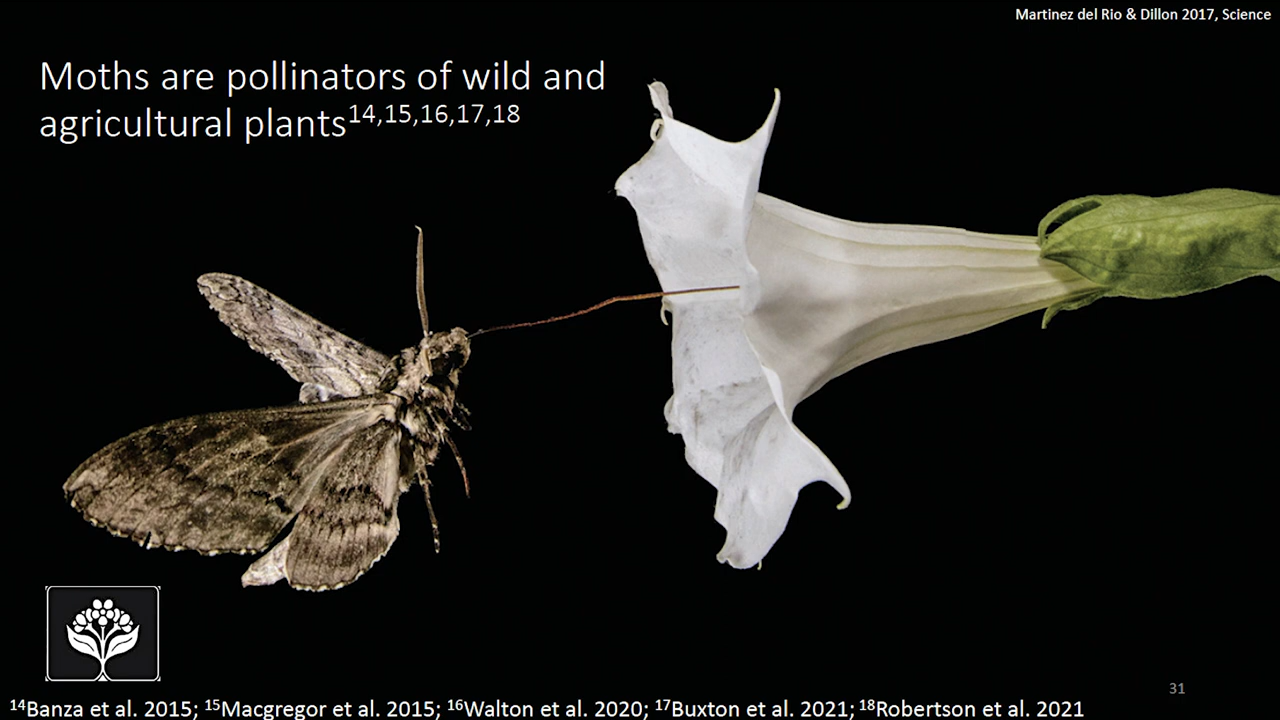 Martinez del Rio & Dillon 2017, Science
Moths are pollinators of wild and
agricultural plants14,15,16,17,18
31
14Banza et al. 2015; 15Macgregor et al. 2015; 16Walton et al. 2020; 17Buxton et al. 2021; 18Robertson et al. 2021